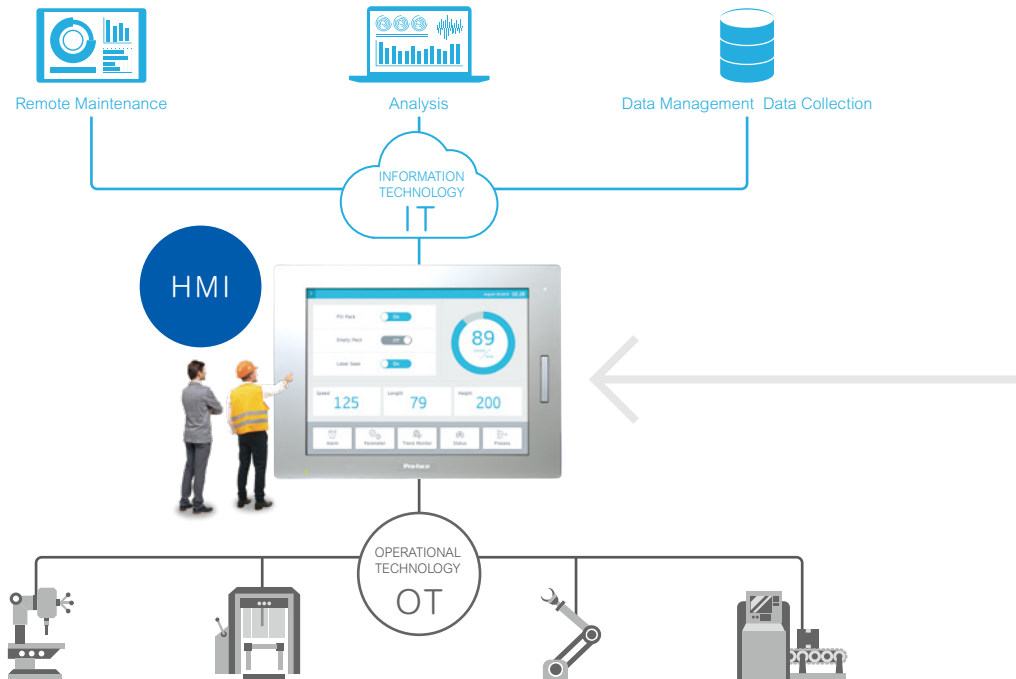 Remote Maintenance
Analysis
Data Management Data Collection
INFORMATION
TECHNOLOGY
IT
HMI
Fill Pack
On
Empty Pack
Off
Label Seek
On
89
Speed
125
Length
79
Height
200
Alarm
Parameter
Trend Monitor
Status
Process
Pro-face
OPERATIONAL
TECHNOLOGY
OT